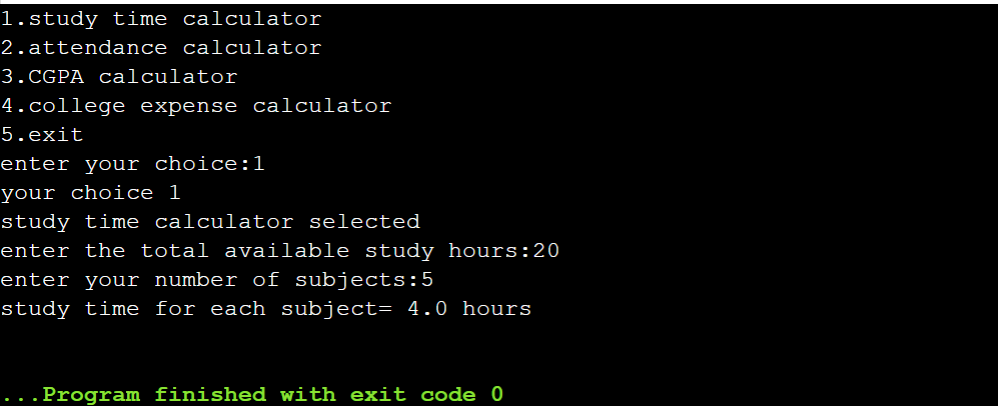 1.study time calculator
2.attendance calculator
3.CGPA calculator
4.college expense calculator
5.exit
enter your choice:1
your choice 1
study time calculator selected
enter the total available study hours:20
enter your number of subjects:5
study time for each subject= 4.0 hours
...Program finished with exit code 0